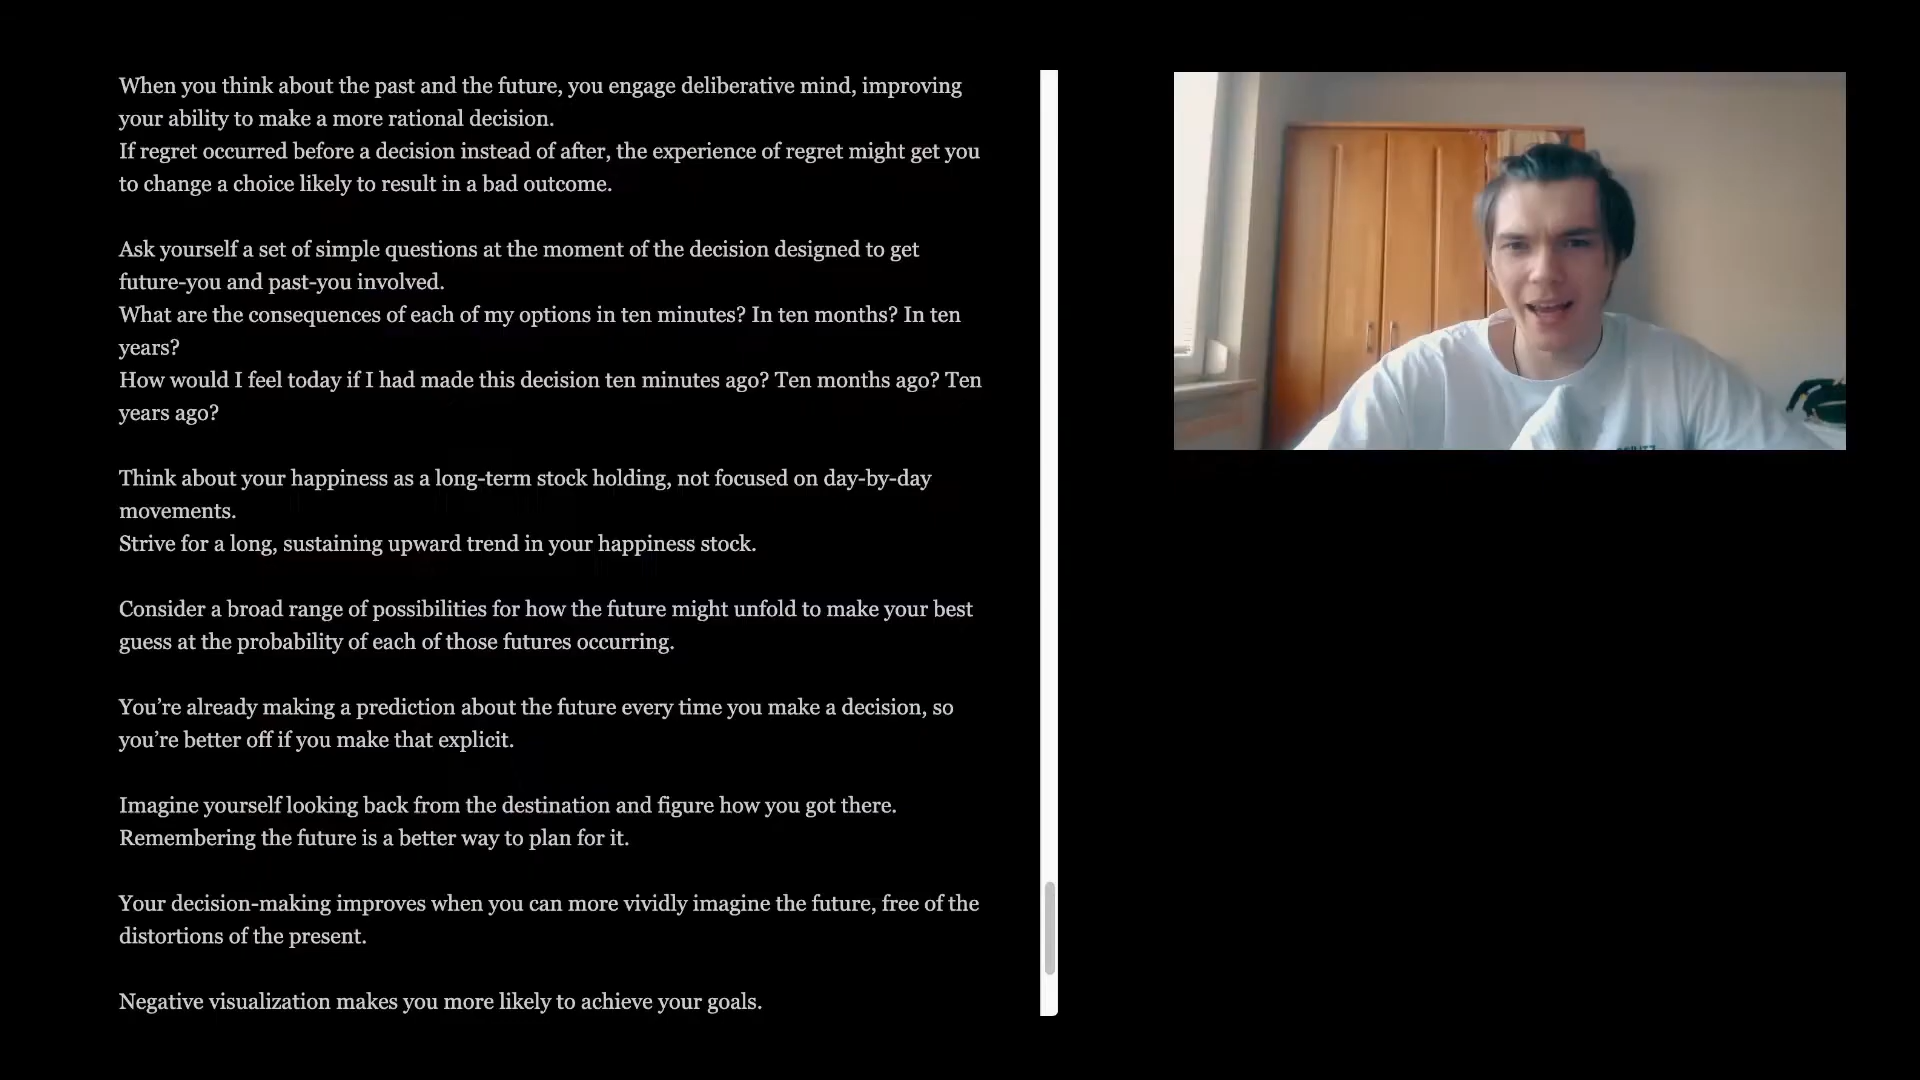 When you think about the past and the future, you engage deliberative mind, improving
your ability to make a more rational decision.
If regret occurred before a decision instead of after, the experience of regret might get you
to change a choice likely to result in a bad outcome.
Ask yourself a set of simple questions at the moment of the decision designed to get
future-you and past-you involved.
What are the consequences of each of my options in ten minutes? In ten months? In ten
years?
How would I feel today if I had made this decision ten minutes ago? Ten months ago? Ten
years ago?
Think about your happiness as a long-term stock holding, not focused on day-by-day
movements.
Strive for a long, sustaining upward trend in your happiness stock.
Consider a broad range of possibilities for how the future might unfold to make your best
guess at the probability of each of those futures occurring.
You’re already making a prediction about the future every time you make a decision, so
you’re better off if you make that explicit.
Imagine yourself looking back from the destination and figure how you got there.
Remembering the future is a better way to plan for it.
Your decision-making improves when you can more vividly imagine the future, free of the
distortions of the present.
Negative visualization makes you more likely to achieve your goals.